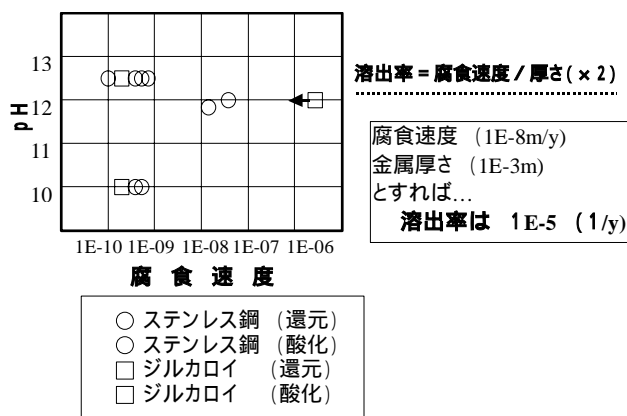 13
12
11
10
pH
1E-10 1E-09 1E-08 1E-07 1E-06
腐 食 速 度
○ ステンレス鋼 (還元)
○ ステンレス鋼 (酸化)
□ ジルカロイ (還元)
□ ジルカロイ (酸化)
溶出率=腐食速度/厚さ(×2)
腐食速度 (1E-8m/y)
金属厚さ (1E-3m)
とすれば…
溶出率は 1E-5 (1/y)